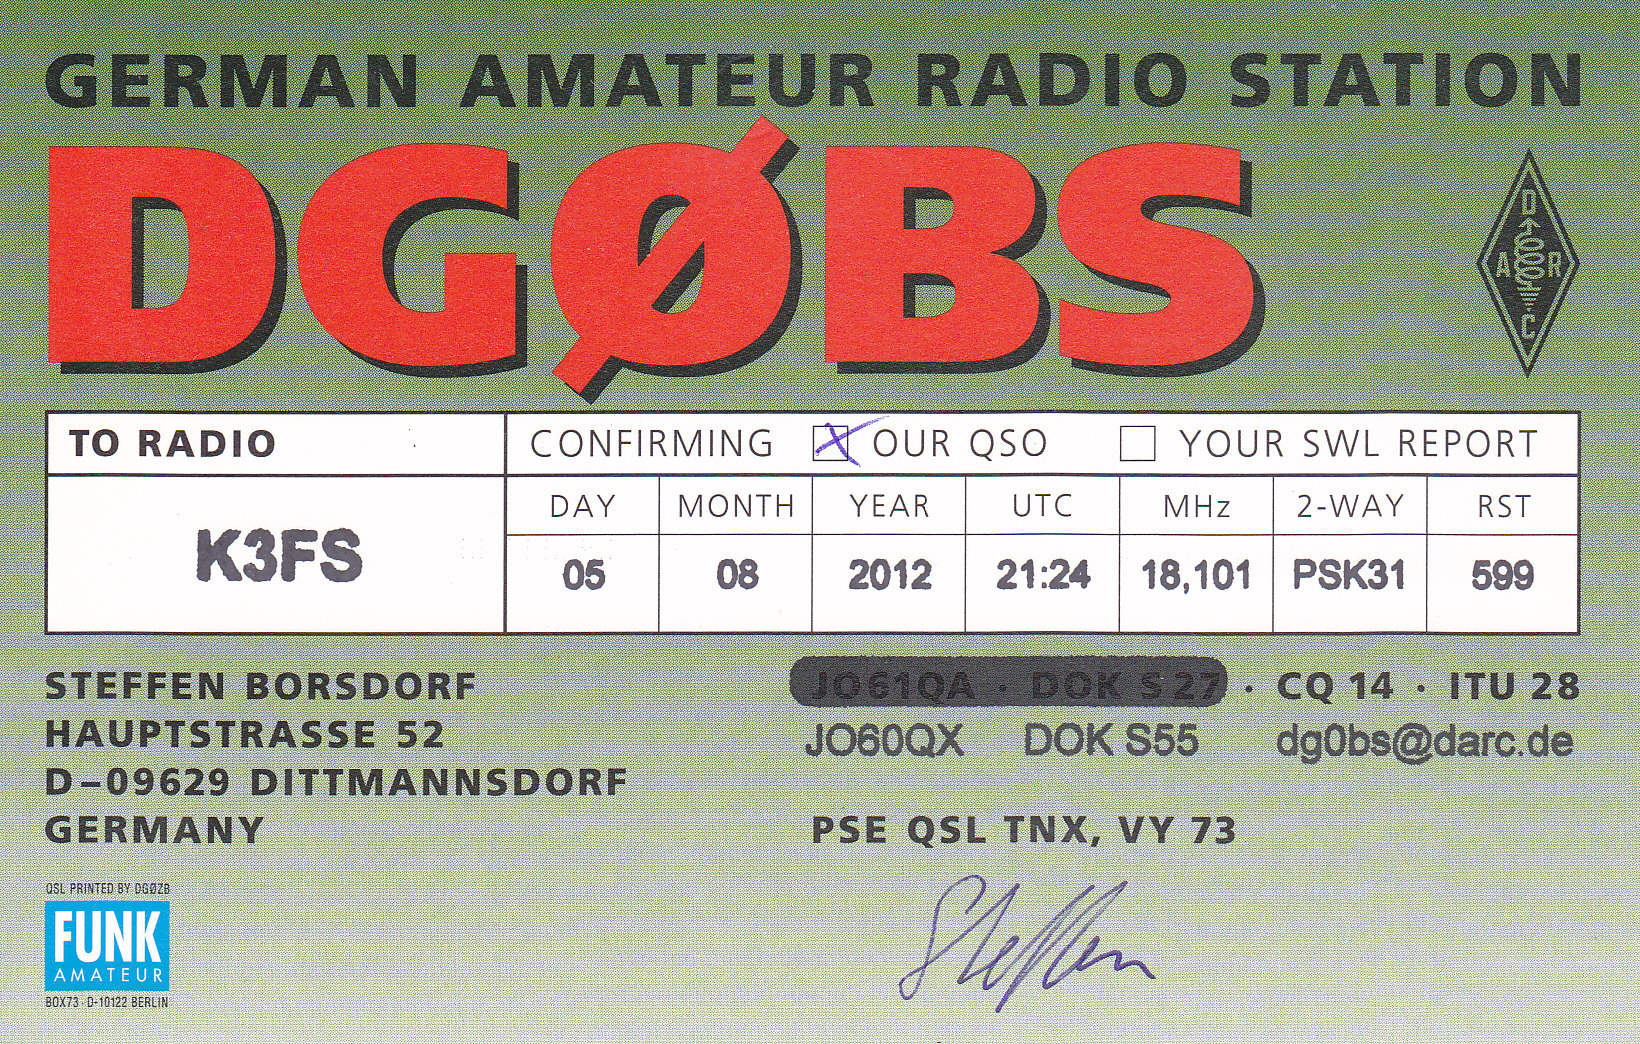 GERMAN AMATEUR RADIO STATION
DGØBS
D
A R
C
TO RADIO
CONFIRMING OUR QSO YOUR SWL REPORT
DAY MONTH YEAR UTC MHz 2-WAY RST
K3FS
05 08 2012 21:24 18,101 PSK31 599
STEFFEN BORSDORF
HAUPTSTRASSE 52
D-09629 DITTMANNSDORF
GERMANY
JO61QA · DOK S 27 · CQ 14 · ITU 28
JO60QX DOK S55 dg0bs@darc.de
PSE QSL TNX, VY 73
Steffen
QSL PRINTED BY DGØZB
FUNK
AMATEUR
BOX73 · D-10122 BERLIN